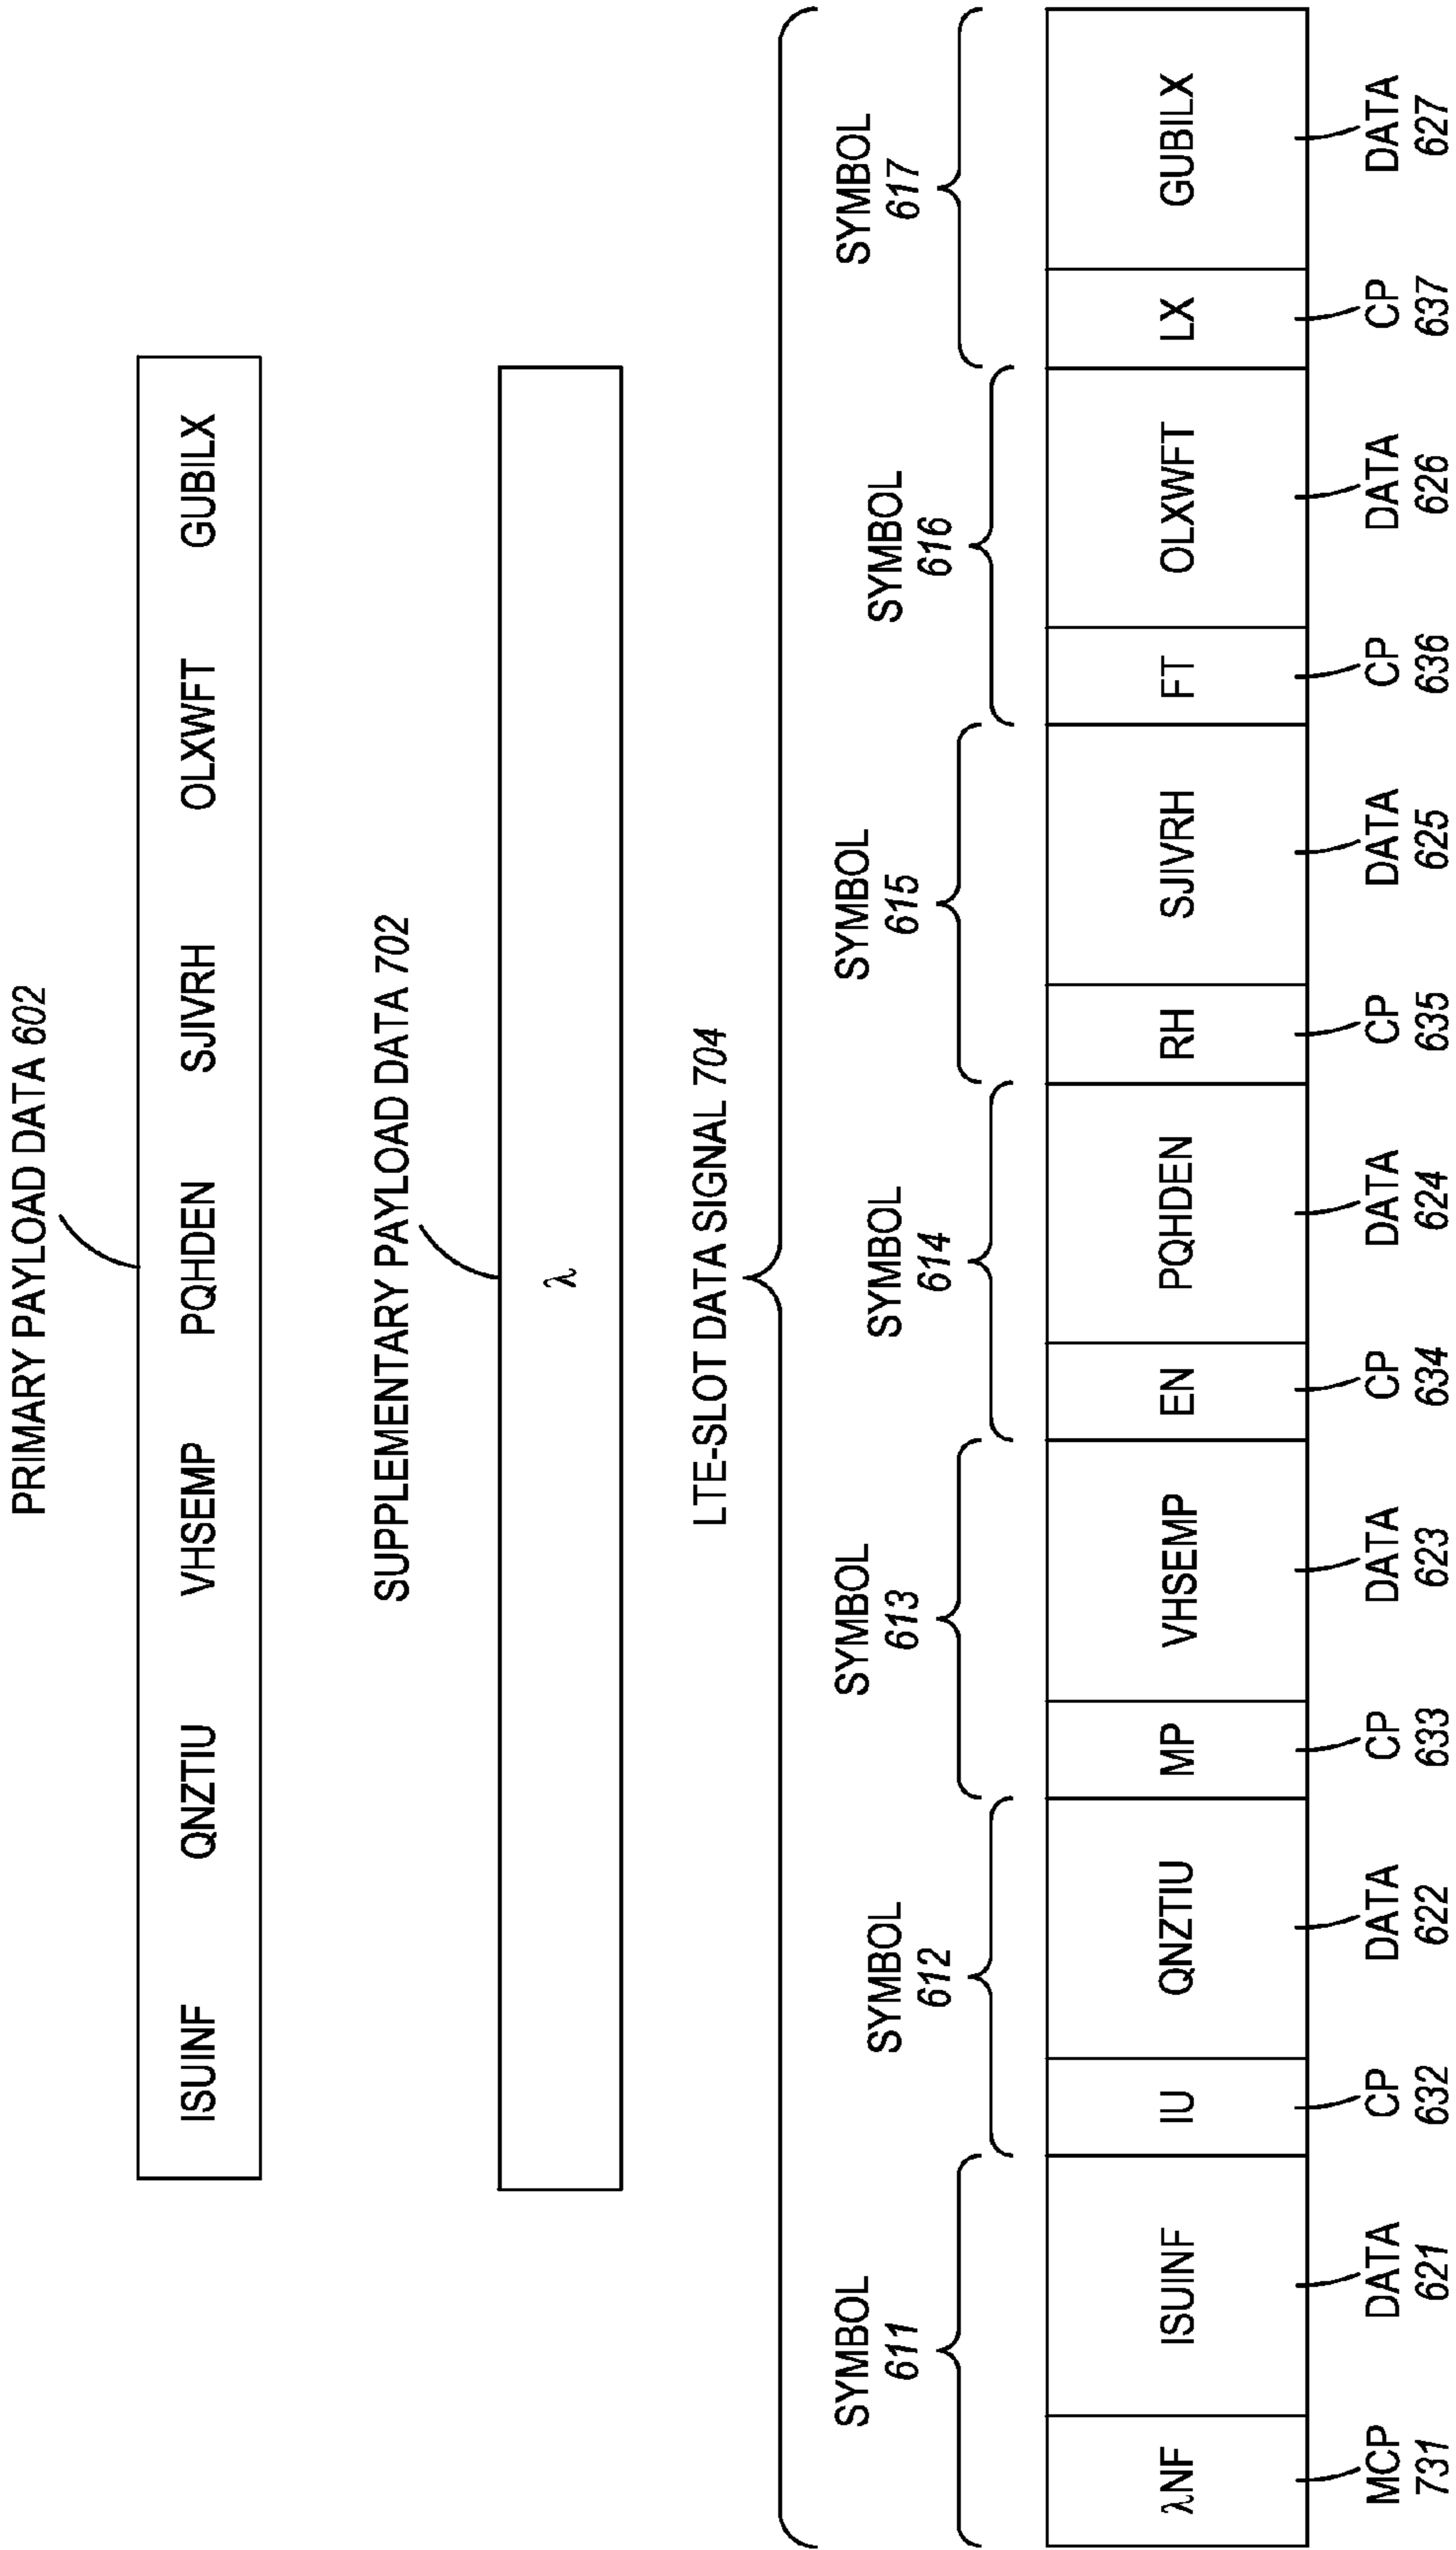 PRIMARY PAYLOAD DATA 602
ISUINF QNZTIU VHSEMP PQHDEN SJIVRH OLXWFT GUBILX
SUPPLEMENTARY PAYLOAD DATA 702
λ
LTE-SLOT DATA SIGNAL 704
SYMBOL 611
SYMBOL 612
SYMBOL 613
SYMBOL 614
SYMBOL 615
SYMBOL 616
SYMBOL 617
λNF ISUINF IU QNZTIU MP VHSEMP EN PQHDEN RH SJIVRH FT OLXWFT LX GUBILX
MCP DATA CP DATA CP DATA CP DATA CP DATA CP DATA CP DATA
731 621 632 622 633 623 634 624 635 625 636 626 637 627